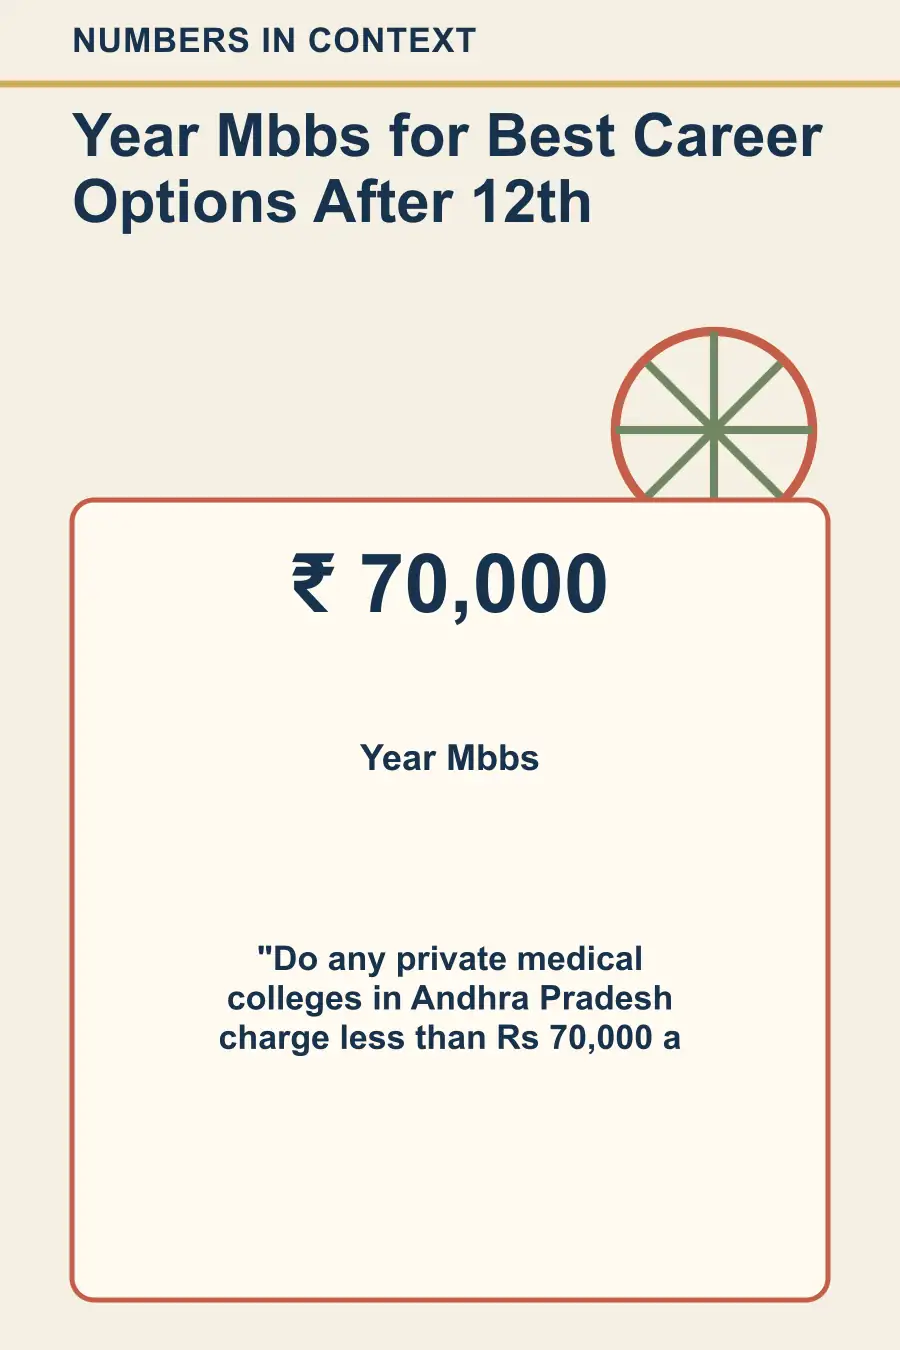 NUMBERS IN CONTEXT
Year Mbbs for Best Career
Options After 12th
₹ 70,000
Year Mbbs
"Do any private medical
colleges in Andhra Pradesh
charge less than Rs 70,000 a